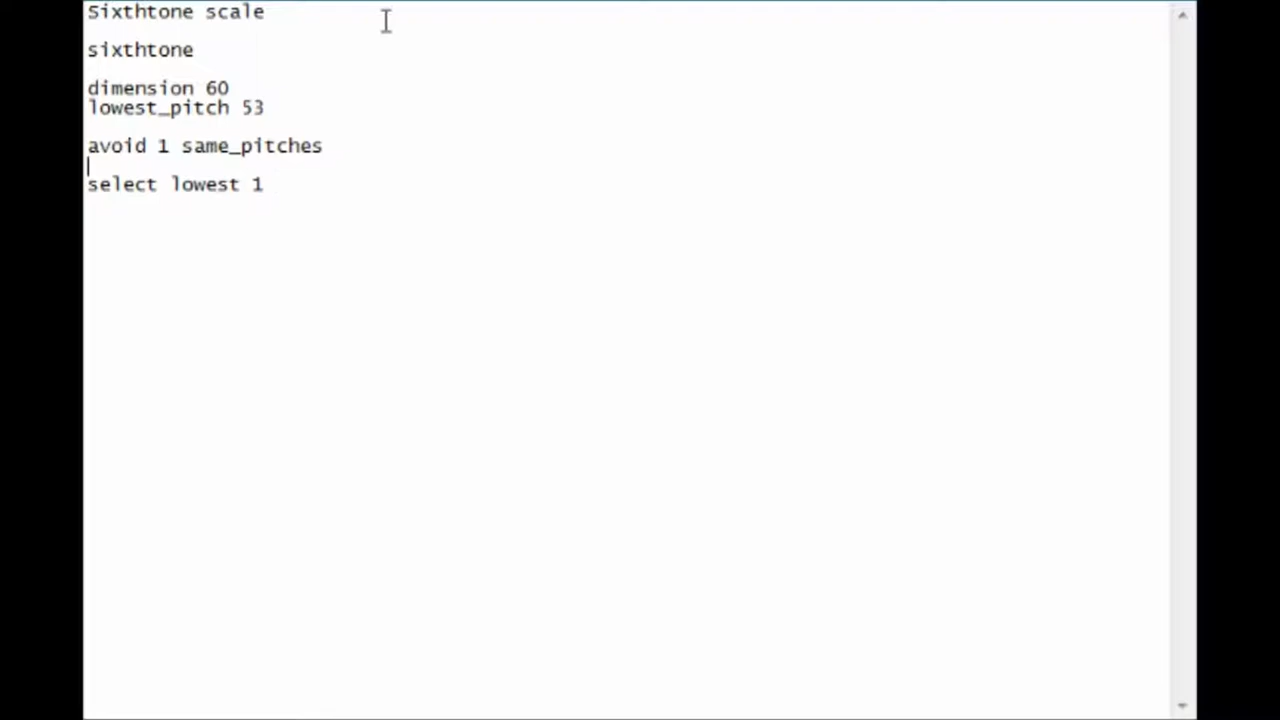 Sixthtone scale
sixthtone
dimension 60
lowest_pitch 53
avoid 1 same_pitches
select lowest 1